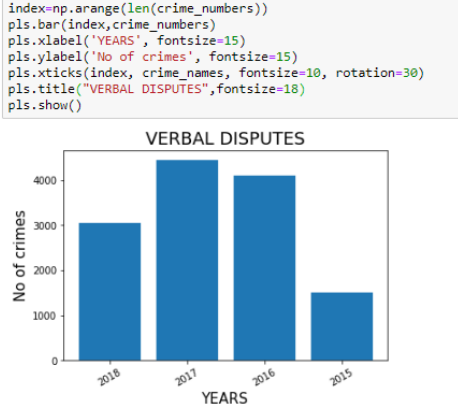 index=np.arange(len(crime_numbers))
pls.bar(index,crime_numbers)
pls.xlabel('YEARS', fontsize=15)
pls.ylabel('No of crimes', fontsize=15)
pls.xticks(index, crime_names, fontsize=10, rotation=30)
pls.title("VERBAL DISPUTES",fontsize=18)
pls.show()
VERBAL DISPUTES
No of crimes
4000
3000
2000
1000
0
2018 2017 2016 2015
YEARS